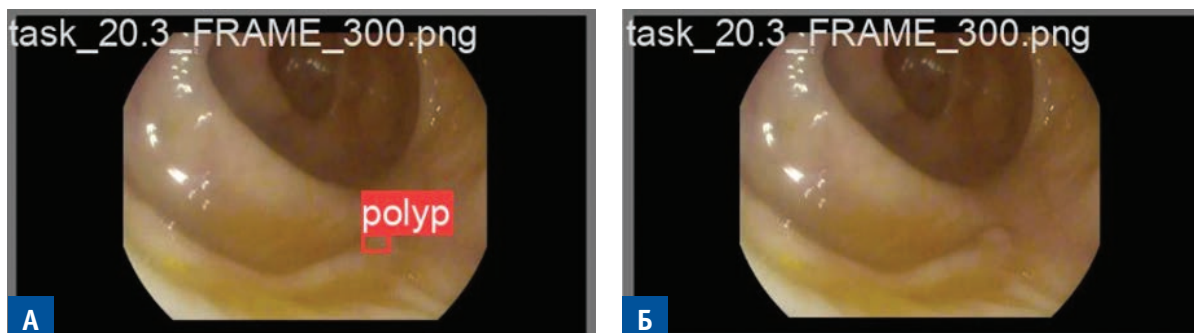 task_20.3_FRAME_300.png
polyp
А
task_20.3_FRAME_300.png
Б